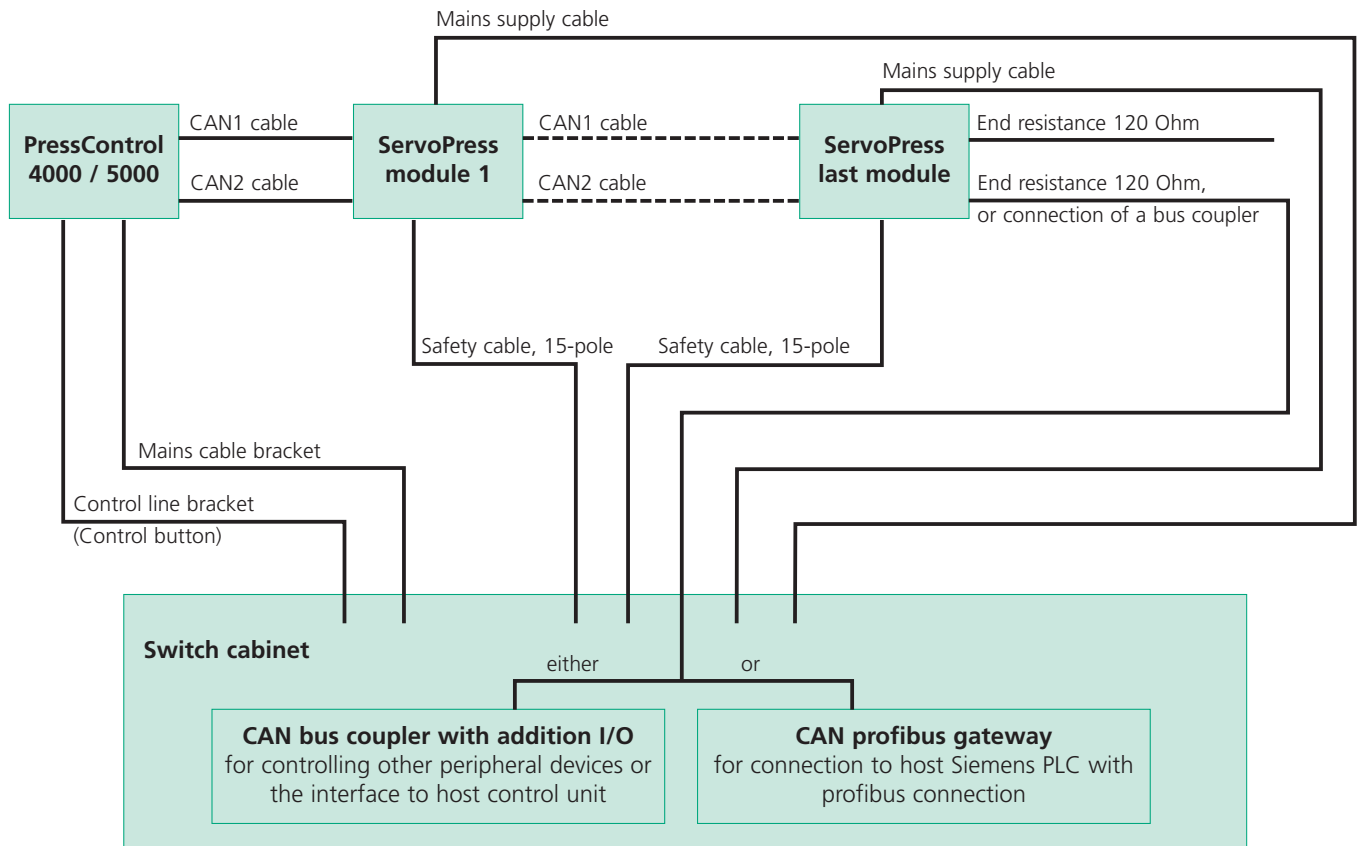 Mains supply cable
Mains supply cable
PressControl
4000 / 5000
CAN1 cable
CAN2 cable
ServoPress
module 1
CAN1 cable
CAN2 cable
ServoPress
last module
End resistance 120 Ohm
End resistance 120 Ohm,
or connection of a bus coupler
Safety cable, 15-pole
Safety cable, 15-pole
Mains cable bracket
Control line bracket
(Control button)
Switch cabinet
either
or
CAN bus coupler with addition I/O
for controlling other peripheral devices or
the interface to host control unit
CAN profibus gateway
for connection to host Siemens PLC with
profibus connection